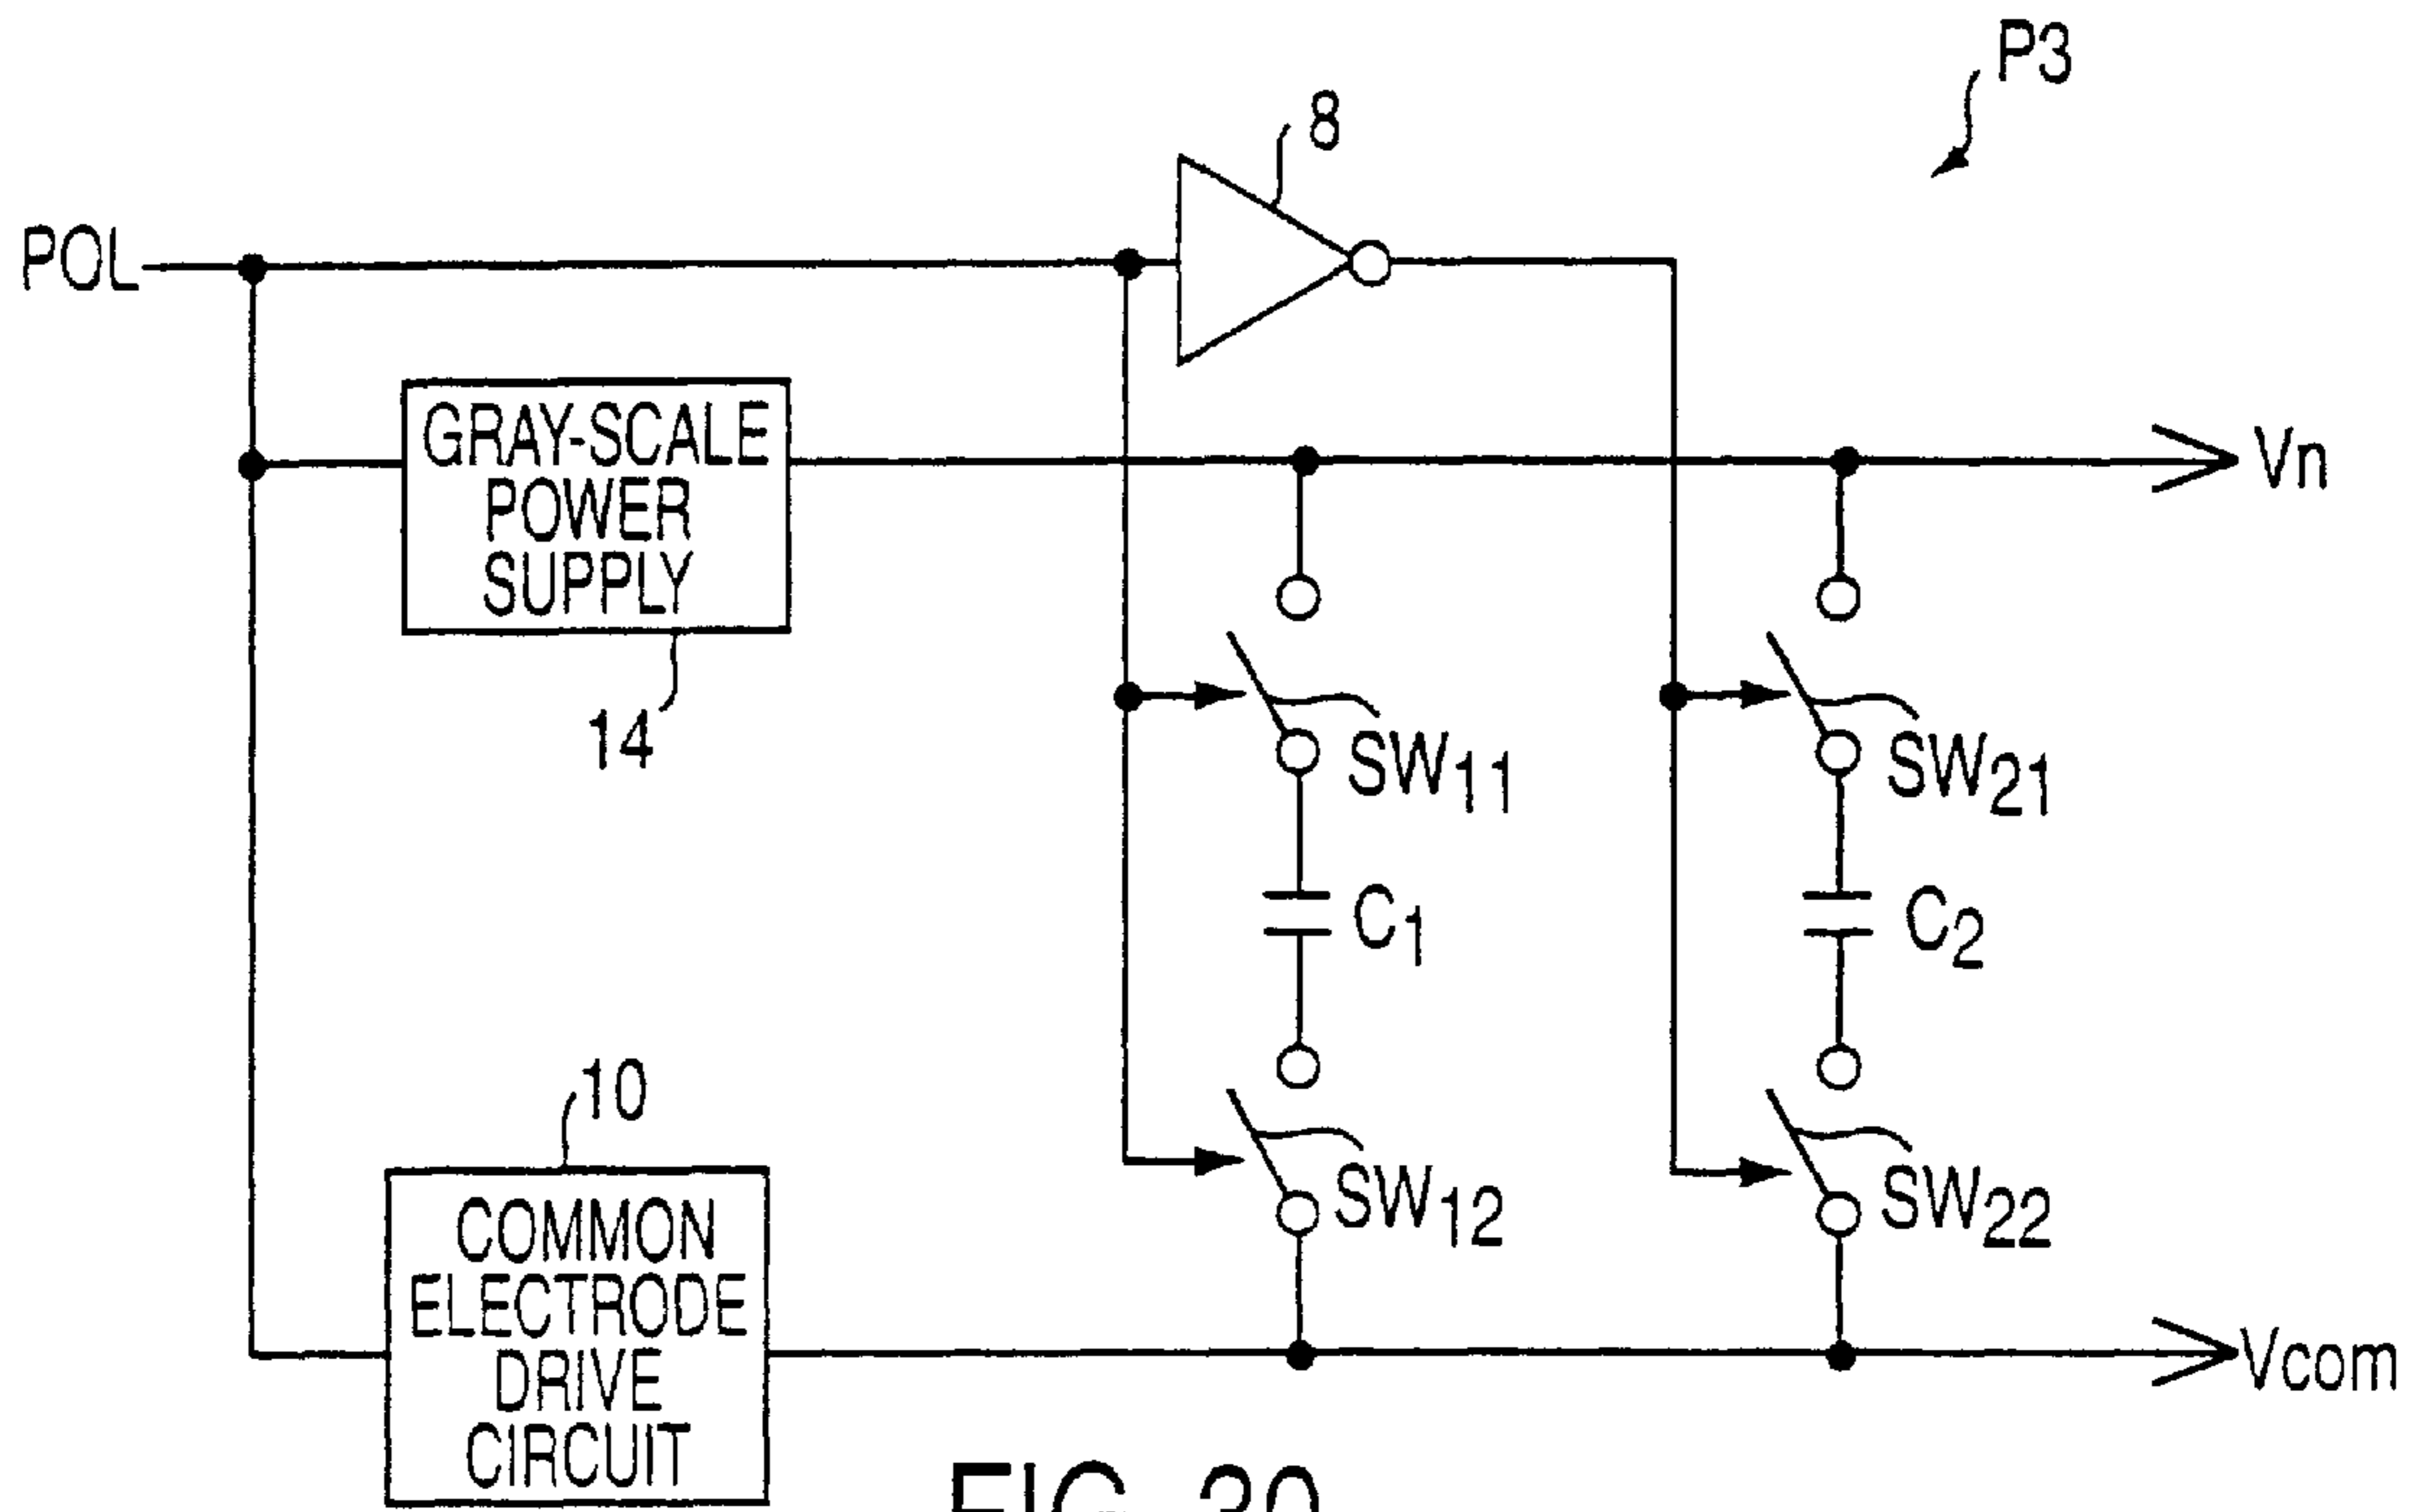 P3
8
POL
GRAY-SCALE
POWER
SUPPLY
Vn
14
SW11
SW21
C1
C2
10
SW12
SW22
COMMON
ELECTRODE
DRIVE
CIRCUIT
Vcom